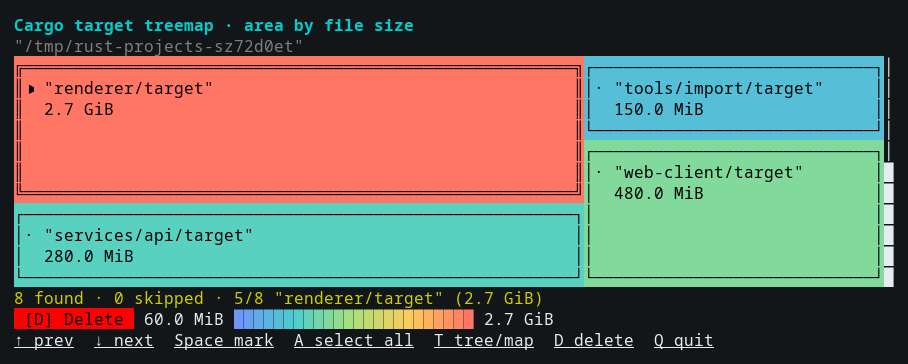 Cargo target treemap · area by file size
"/tmp/rust-projects-sz72d0et"
"renderer/target"
2.7 GiB
· "tools/import/target"
150.0 MiB
· "web-client/target"
480.0 MiB
· "services/api/target"
280.0 MiB
8 found · 0 skipped · 5/8 "renderer/target" (2.7 GiB)
[D] Delete 60.0 MiB 2.7 GiB
↑ prev ↓ next Space mark A select all T tree/map D delete Q quit